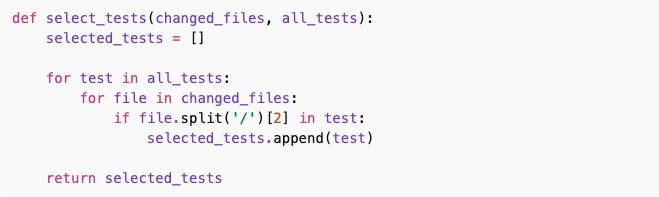 def select_tests(changed_files, all_tests):
    selected_tests = []

    for test in all_tests:
        for file in changed_files:
            if file.split('/')[2] in test:
                selected_tests.append(test)

    return selected_tests